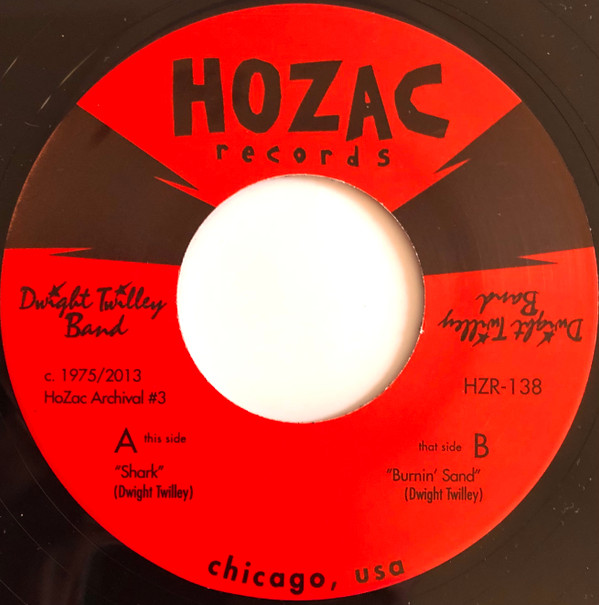 HOZAC
records
Dwight Twilley
Band
Dwight Twilley
Band
c. 1975/2013
HoZac Archival #3
HZR-138
A this side
"Shark"
(Dwight Twilley)
that side B
"Burnin' Sand"
(Dwight Twilley)
chicago, usa